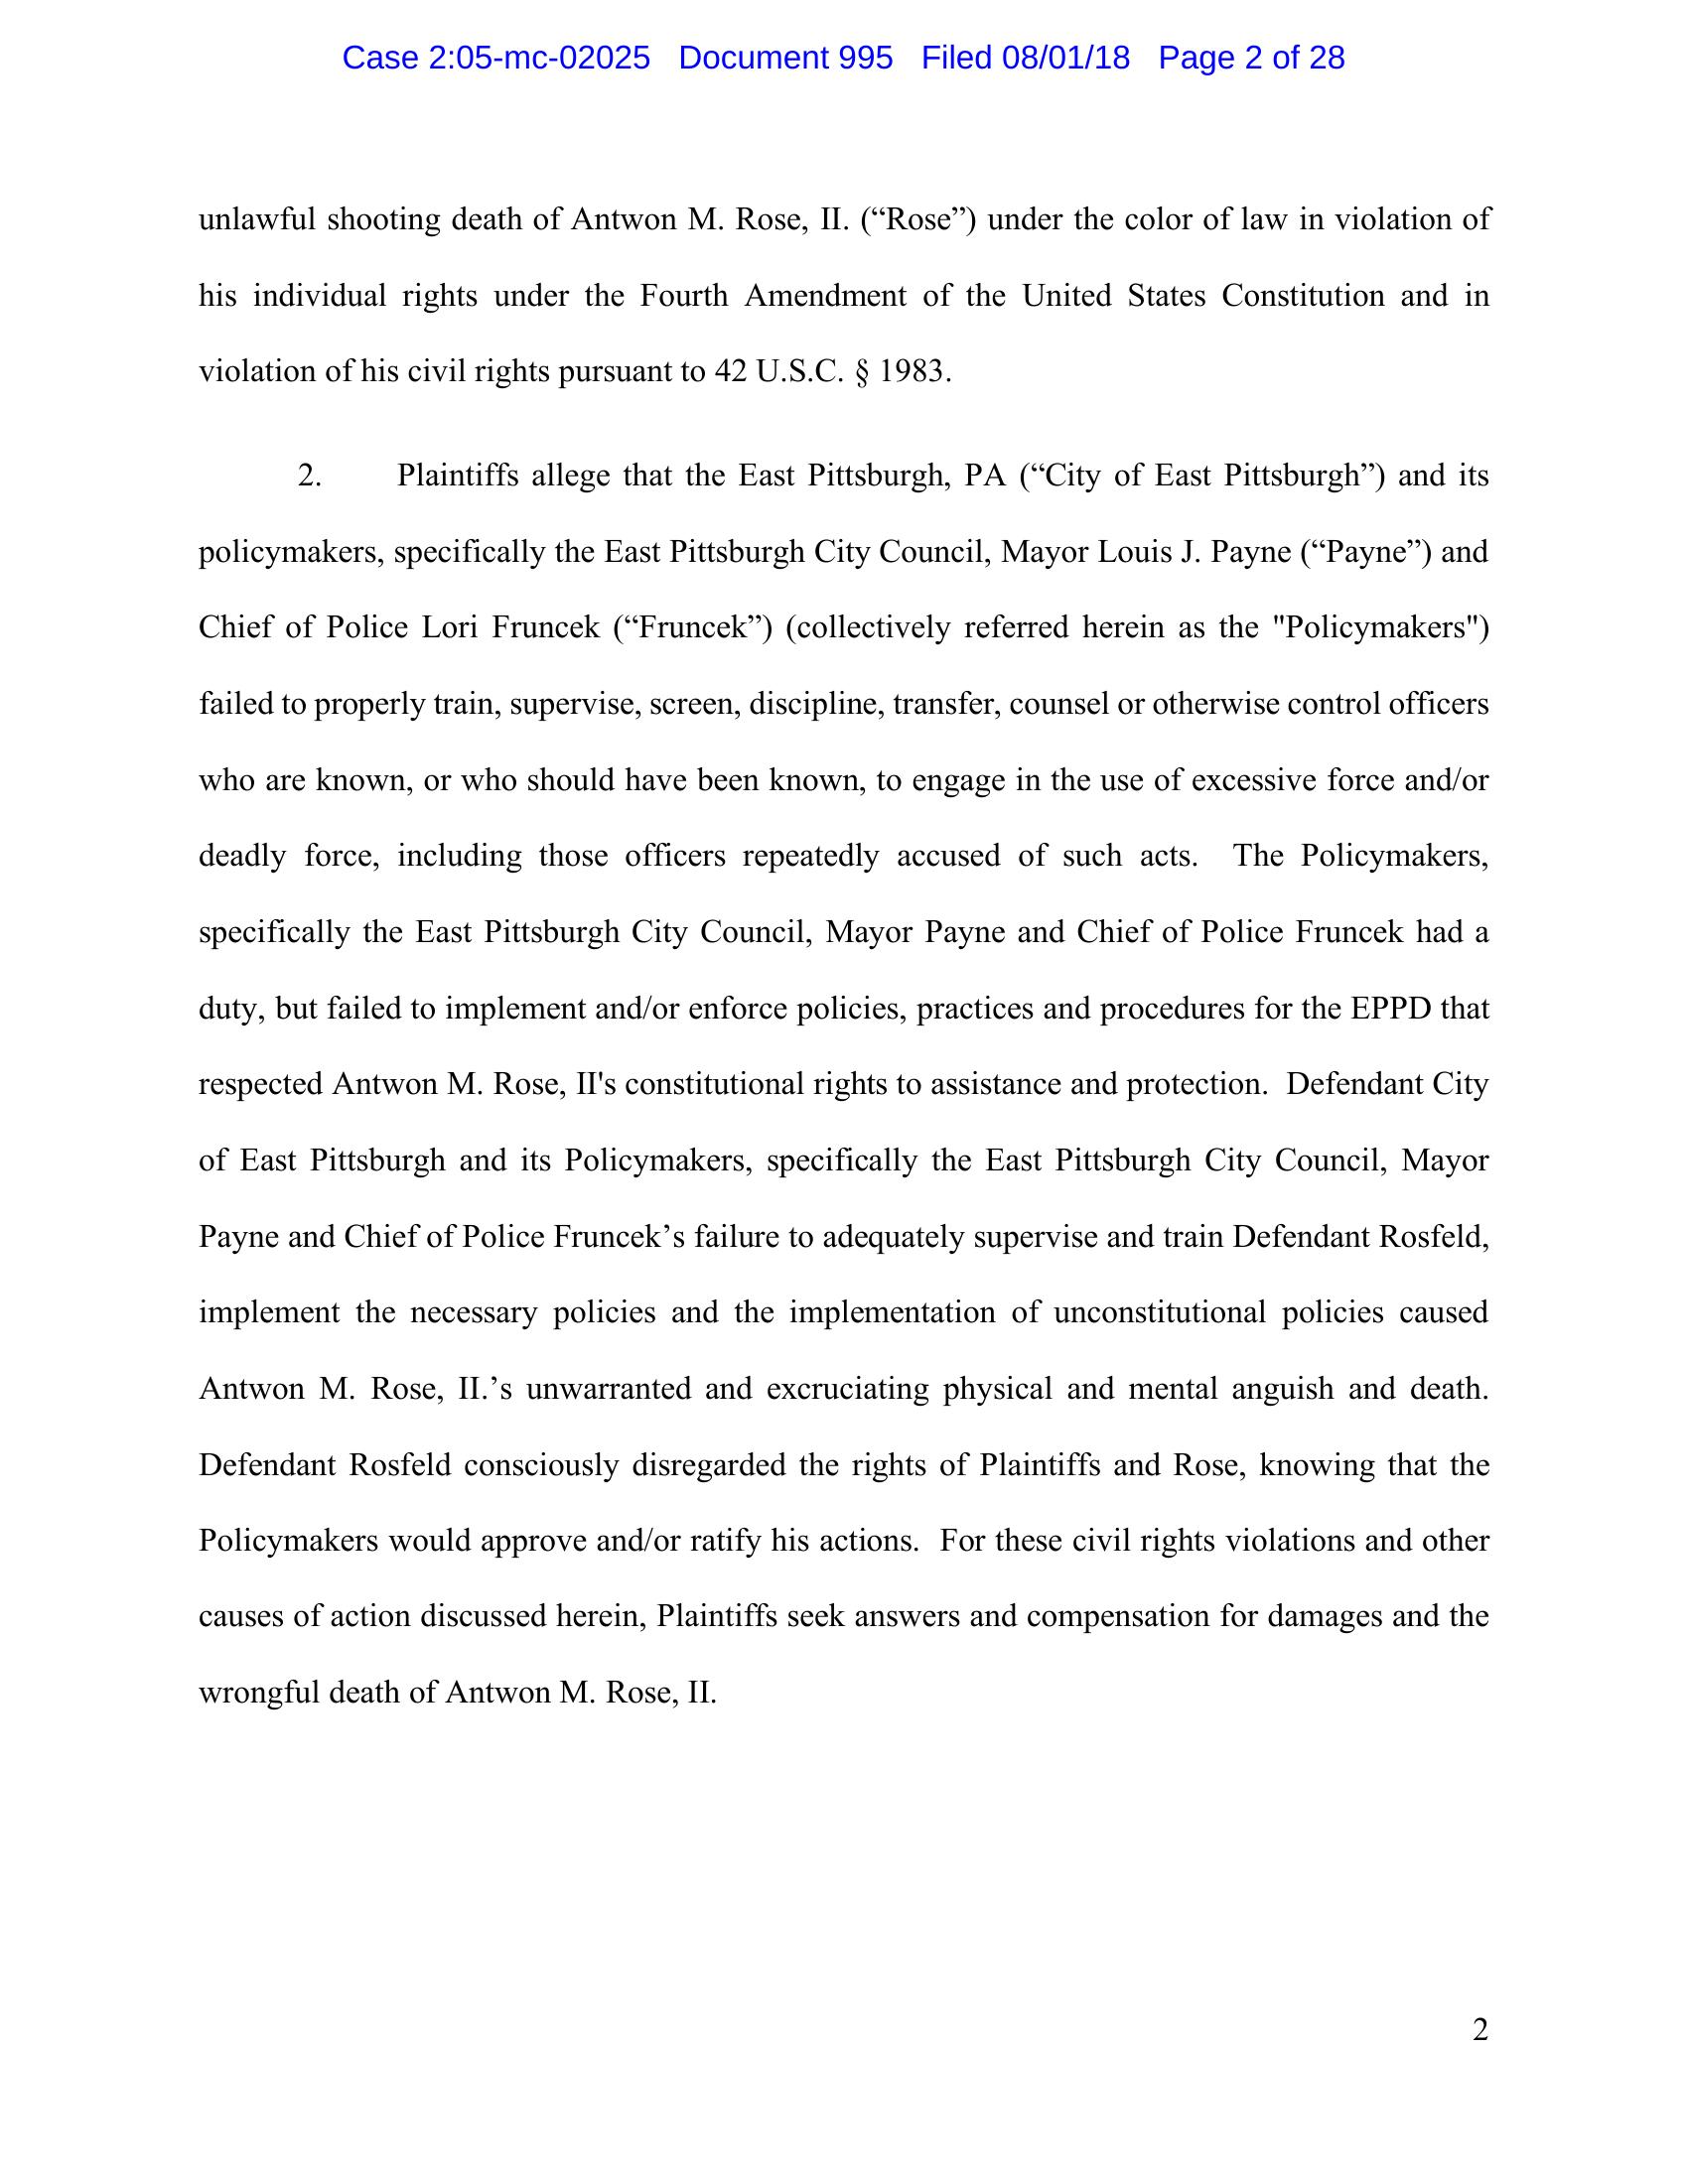 Case 2:05-mc-02025 Document 995 Filed 08/01/18 Page 2 of 28
unlawful shooting death of Antwon M. Rose, II. (“Rose”) under the color of law in violation of
his individual rights under the Fourth Amendment of the United States Constitution and in
violation of his civil rights pursuant to 42 U.S.C. § 1983.
2. Plaintiffs allege that the East Pittsburgh, PA (“City of East Pittsburgh”) and its
policymakers, specifically the East Pittsburgh City Council, Mayor Louis J. Payne (“Payne”) and
Chief of Police Lori Fruncek (“Fruncek”) (collectively referred herein as the "Policymakers")
failed to properly train, supervise, screen, discipline, transfer, counsel or otherwise control officers
who are known, or who should have been known, to engage in the use of excessive force and/or
deadly force, including those officers repeatedly accused of such acts. The Policymakers,
specifically the East Pittsburgh City Council, Mayor Payne and Chief of Police Fruncek had a
duty, but failed to implement and/or enforce policies, practices and procedures for the EPPD that
respected Antwon M. Rose, II's constitutional rights to assistance and protection. Defendant City
of East Pittsburgh and its Policymakers, specifically the East Pittsburgh City Council, Mayor
Payne and Chief of Police Fruncek’s failure to adequately supervise and train Defendant Rosfeld,
implement the necessary policies and the implementation of unconstitutional policies caused
Antwon M. Rose, II.’s unwarranted and excruciating physical and mental anguish and death.
Defendant Rosfeld consciously disregarded the rights of Plaintiffs and Rose, knowing that the
Policymakers would approve and/or ratify his actions. For these civil rights violations and other
causes of action discussed herein, Plaintiffs seek answers and compensation for damages and the
wrongful death of Antwon M. Rose, II.
2